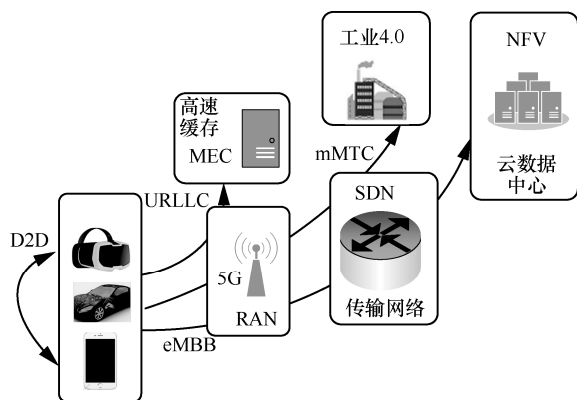 工业4.0
NFV
高速
缓存
MEC
mMTC
云数据
中心
URLLC
SDN
D2D
5G
传输网络
RAN
eMBB